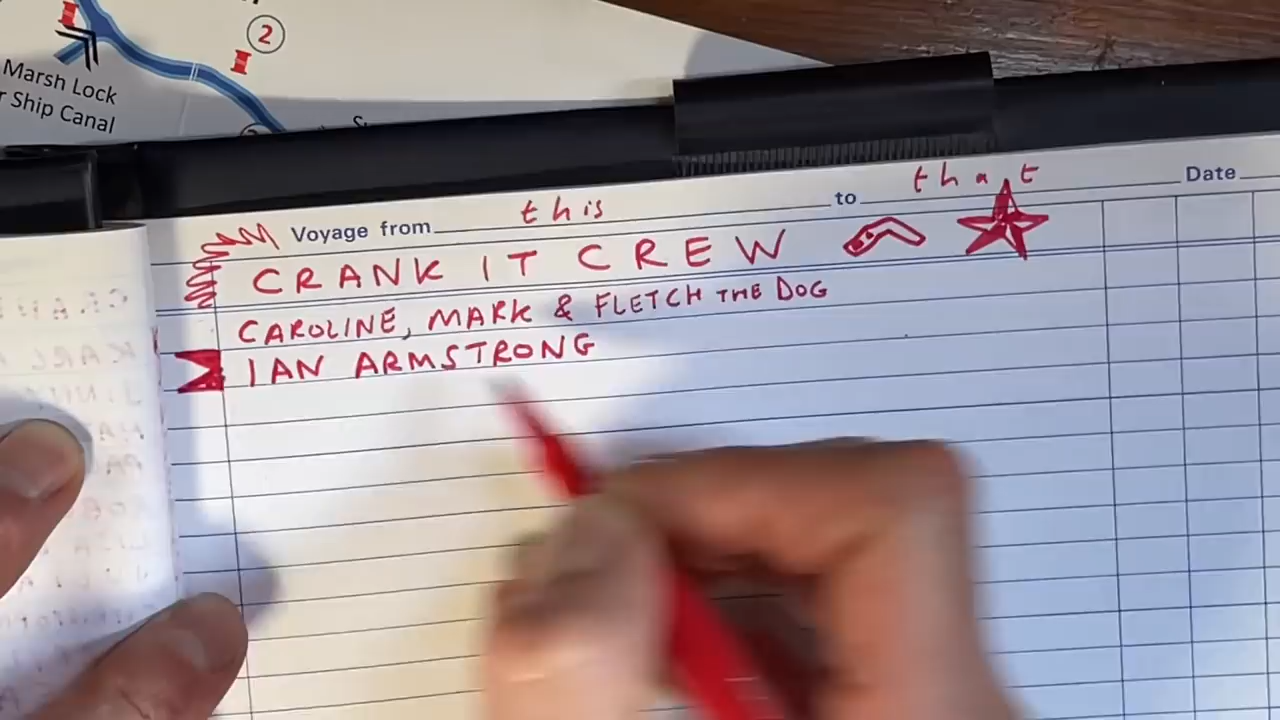 2
Marsh Lock
Ship Canal
Voyage from this to that Date
CRANK IT CREW
CAROLINE, MARK & FLETCH THE DOG
IAN ARMSTRONG